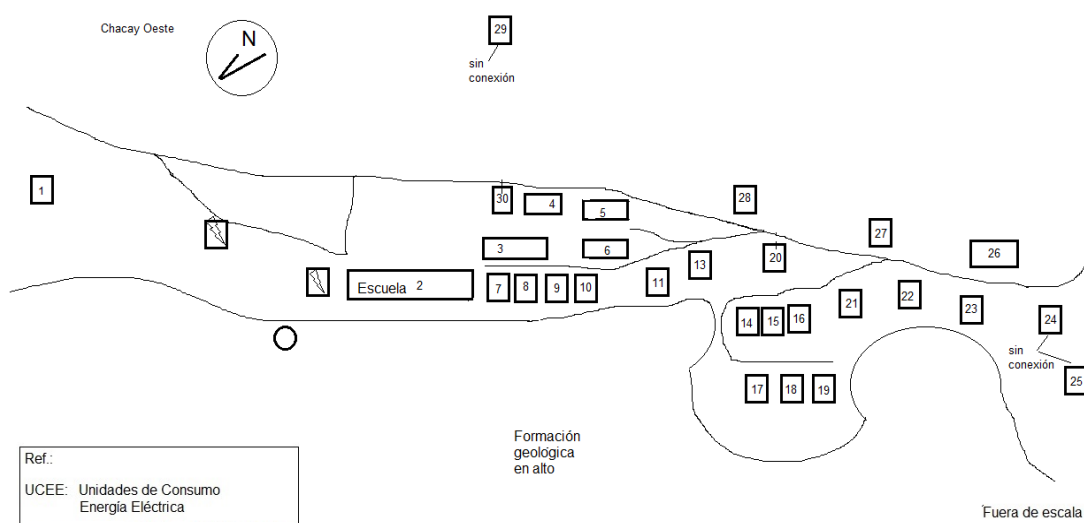 Chacay Oeste
N
29
sin
conexión
1
30
4
5
28
27
3
6
13
20
26
Escuela 2
7
8
9
10
11
14
15
16
21
22
23
24
sin
conexión
25
17
18
19
Formación
geológica
en alto
Ref.:
UCEE: Unidades de Consumo
Energía Eléctrica
Fuera de escala